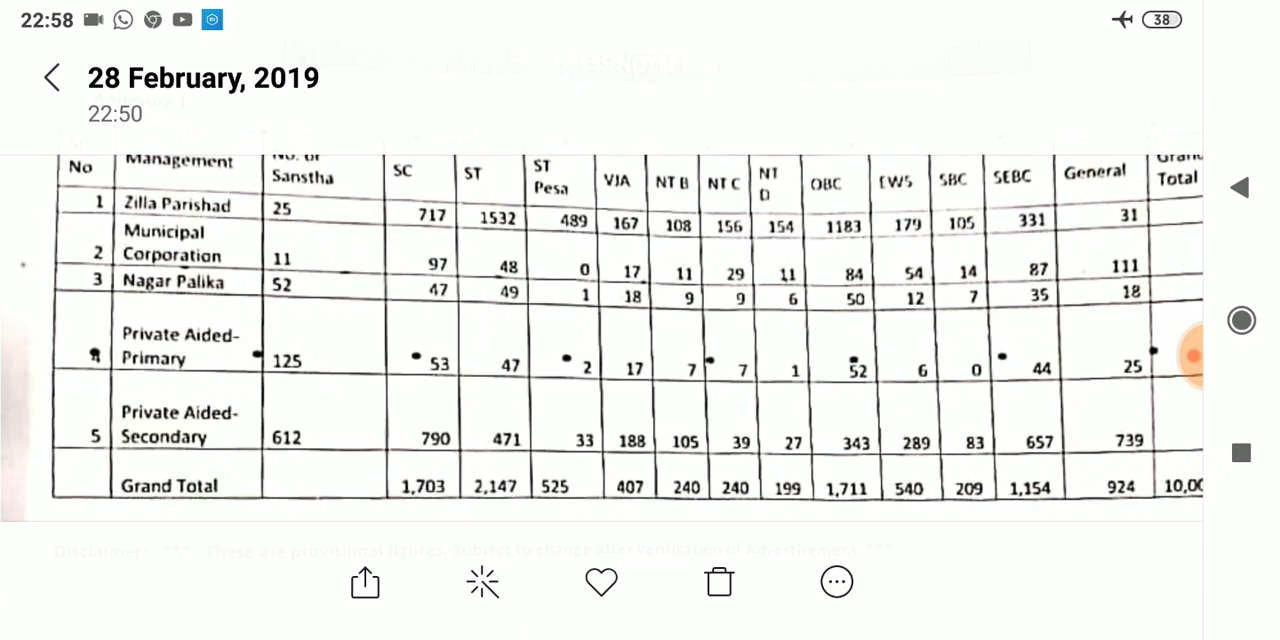 22:58
38
28 February, 2019
22:50
Annexure 1
No Management No. of Sanstha SC ST ST Pesa VJA NT B NT C NT D OBC EWS SBC SEBC General Total
1 Zilla Parishad 25 717 1532 489 167 108 156 154 1183 179 105 331 31
2 Municipal Corporation 11 97 48 0 17 11 29 11 84 54 14 87 111
3 Nagar Palika 52 47 49 1 18 9 9 6 50 12 7 35 18
Private Aided-Primary 125 53 47 2 17 7 7 1 52 6 0 44 25
5 Private Aided-Secondary 612 790 471 33 188 105 39 27 343 289 83 657 739
Grand Total 1,703 2,147 525 407 240 240 199 1,711 540 209 1,154 924 10,00
Disclaimer: *** These are provisional figures, Subject to change after verification of Advertisement ***